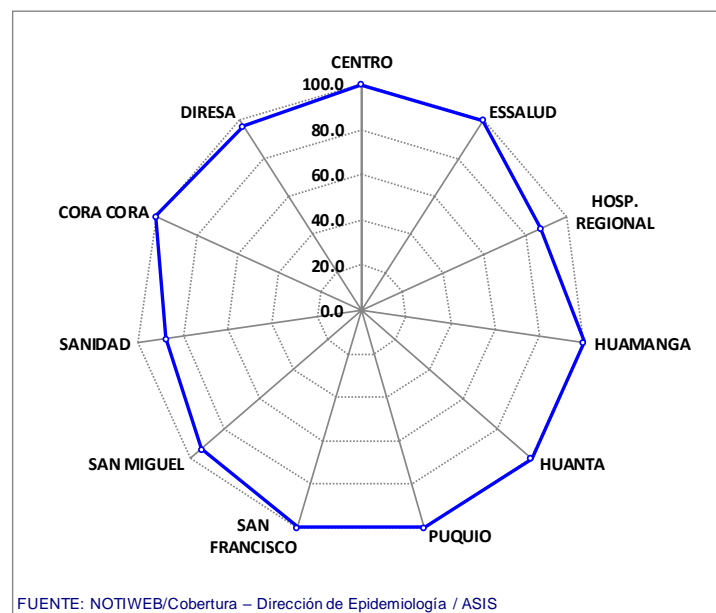 CENTRO
100.0
DIRESA
ESSALUD
80.0
60.0
HOSP.
REGIONAL
CORA CORA
40.0
20.0
0.0
SANIDAD
HUAMANGA
SAN MIGUEL
HUANTA
SAN
FRANCISCO
PUQUIO
FUENTE: NOTIWEB/Cobertura – Dirección de Epidemiología / ASIS